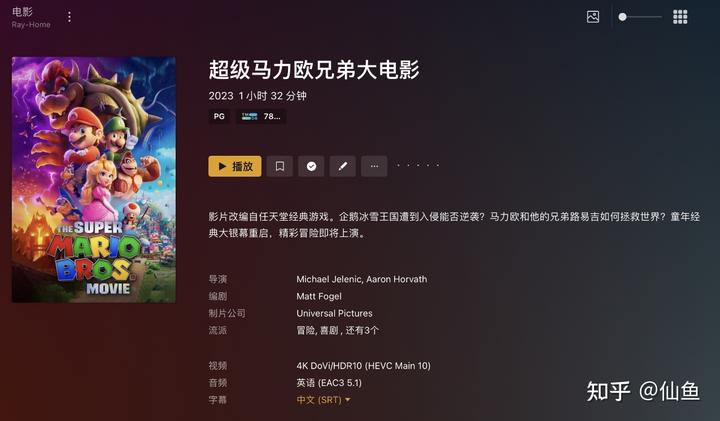 电影
Ray-Home
超级马力欧兄弟大电影
2023 1 小时 32 分钟
PG
TMDB
78...
播放
影片改编自任天堂经典游戏。企鹅冰雪王国遭到入侵能否逆袭？马力欧和他的兄弟路易吉如何拯救世界？童年经
典大银幕重启，精彩冒险即将上演。
THE SUPER
MARIO
BROS.
MOVIE
导演 Michael Jelenic, Aaron Horvath
编剧 Matt Fogel
制片公司 Universal Pictures
流派 冒险, 喜剧 , 还有3个
视频 4K DoVi/HDR10 (HEVC Main 10)
音频 英语 (EAC3 5.1)
字幕 中文 (SRT)
知乎 @仙鱼